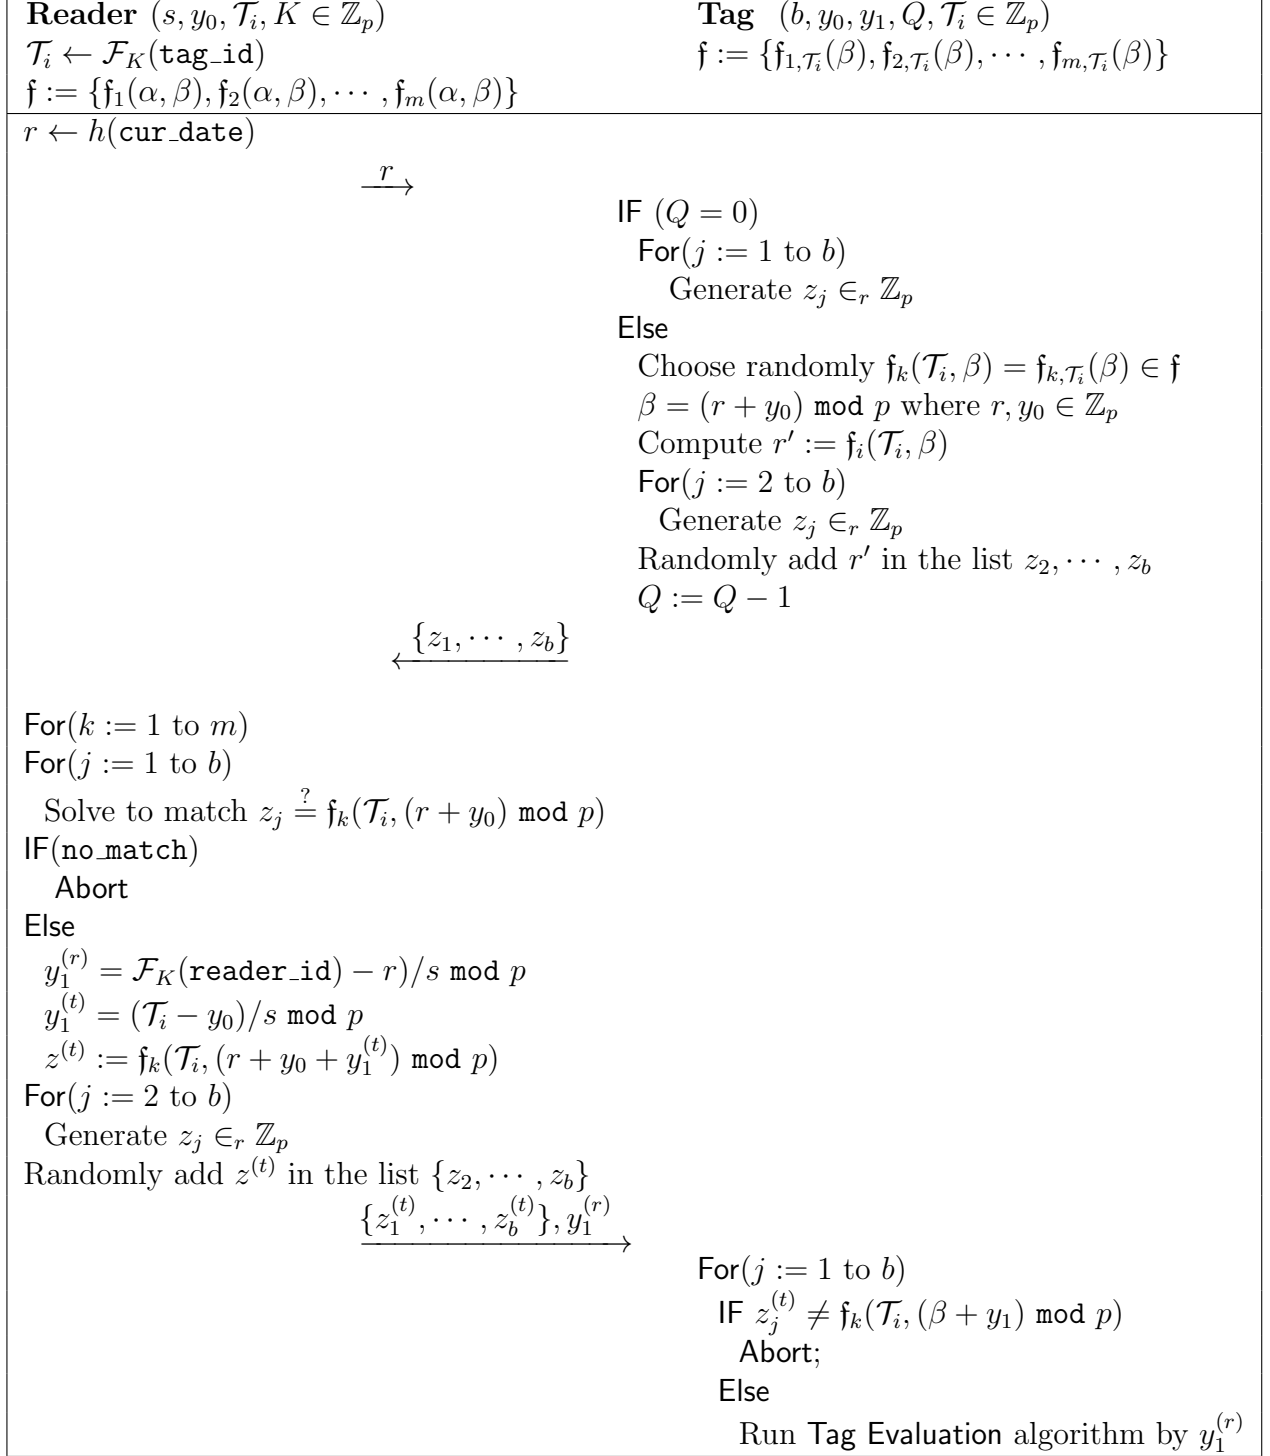 Reader (s, y_0, 𝒯_i, K ∈ ℤ_p)
Tag (b, y_0, y_1, Q, 𝒯_i ∈ ℤ_p)
𝒯_i ← ℱ_K(tag_id)
𝔣 := {𝔣_{1,𝒯_i}(β), 𝔣_{2,𝒯_i}(β), ⋯ , 𝔣_{m,𝒯_i}(β)}
𝔣 := {𝔣_1(α, β), 𝔣_2(α, β), ⋯ , 𝔣_m(α, β)}
r ← h(cur_date)
r
IF (Q = 0)
For(j := 1 to b)
Generate z_j ∈_r ℤ_p
Else
Choose randomly 𝔣_k(𝒯_i, β) = 𝔣_{k,𝒯_i}(β) ∈ 𝔣
β = (r + y_0) mod p where r, y_0 ∈ ℤ_p
Compute r′ := 𝔣_i(𝒯_i, β)
For(j := 2 to b)
Generate z_j ∈_r ℤ_p
Randomly add r′ in the list z_2, ⋯ , z_b
Q := Q − 1
{z_1, ⋯ , z_b}
For(k := 1 to m)
For(j := 1 to b)
Solve to match z_j ≟ 𝔣_k(𝒯_i, (r + y_0) mod p)
IF(no_match)
Abort
Else
y_1^{(r)} = ℱ_K(reader_id) − r)/s mod p
y_1^{(t)} = (𝒯_i − y_0)/s mod p
z^{(t)} := 𝔣_k(𝒯_i, (r + y_0 + y_1^{(t)}) mod p)
For(j := 2 to b)
Generate z_j ∈_r ℤ_p
Randomly add z^{(t)} in the list {z_2, ⋯ , z_b}
{z_1^{(t)}, ⋯ , z_b^{(t)}}, y_1^{(r)}
For(j := 1 to b)
IF z_j^{(t)} ≠ 𝔣_k(𝒯_i, (β + y_1) mod p)
Abort;
Else
Run Tag Evaluation algorithm by y_1^{(r)}